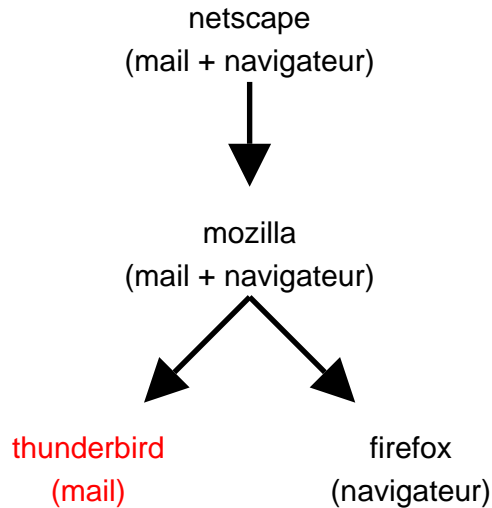 netscape
(mail + navigateur)
mozilla
(mail + navigateur)
thunderbird
(mail)
firefox
(navigateur)